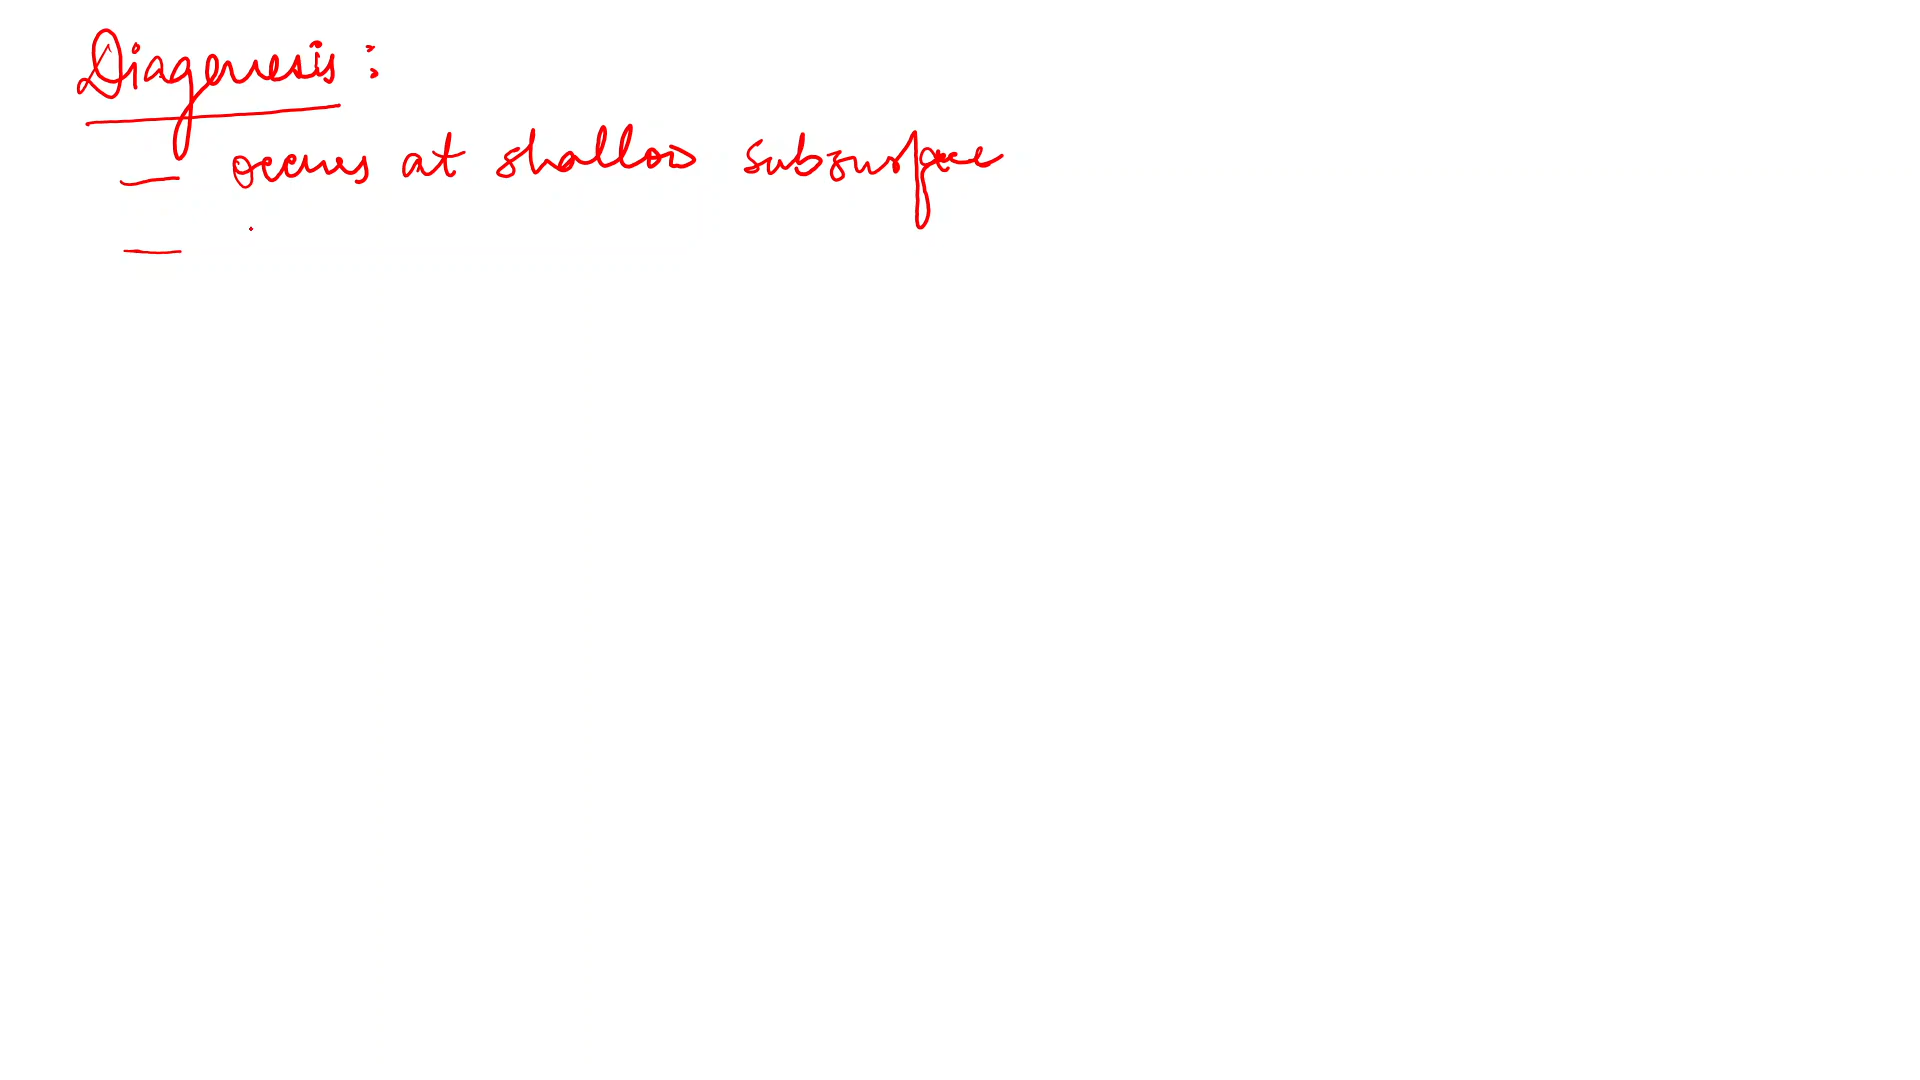 Diagenesis :
— occurs at shallow subsurface
—